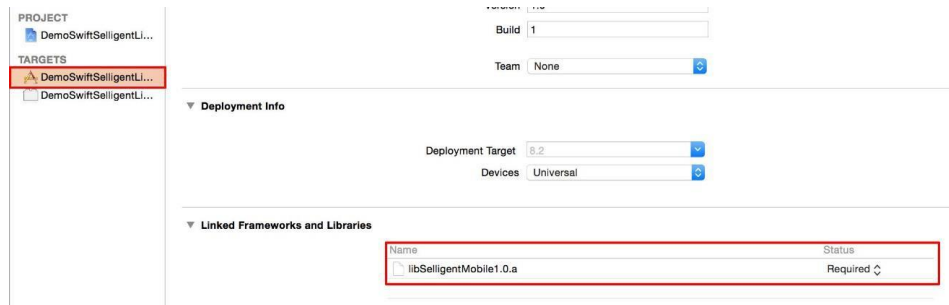 PROJECT
DemoSwiftSelligentLi...
TARGETS
DemoSwiftSelligentLi...
DemoSwiftSelligentLi...
Build 1
Team None
Deployment Info
Deployment Target 8.2
Devices Universal
Linked Frameworks and Libraries
Name Status
libSelligentMobile1.0.a Required